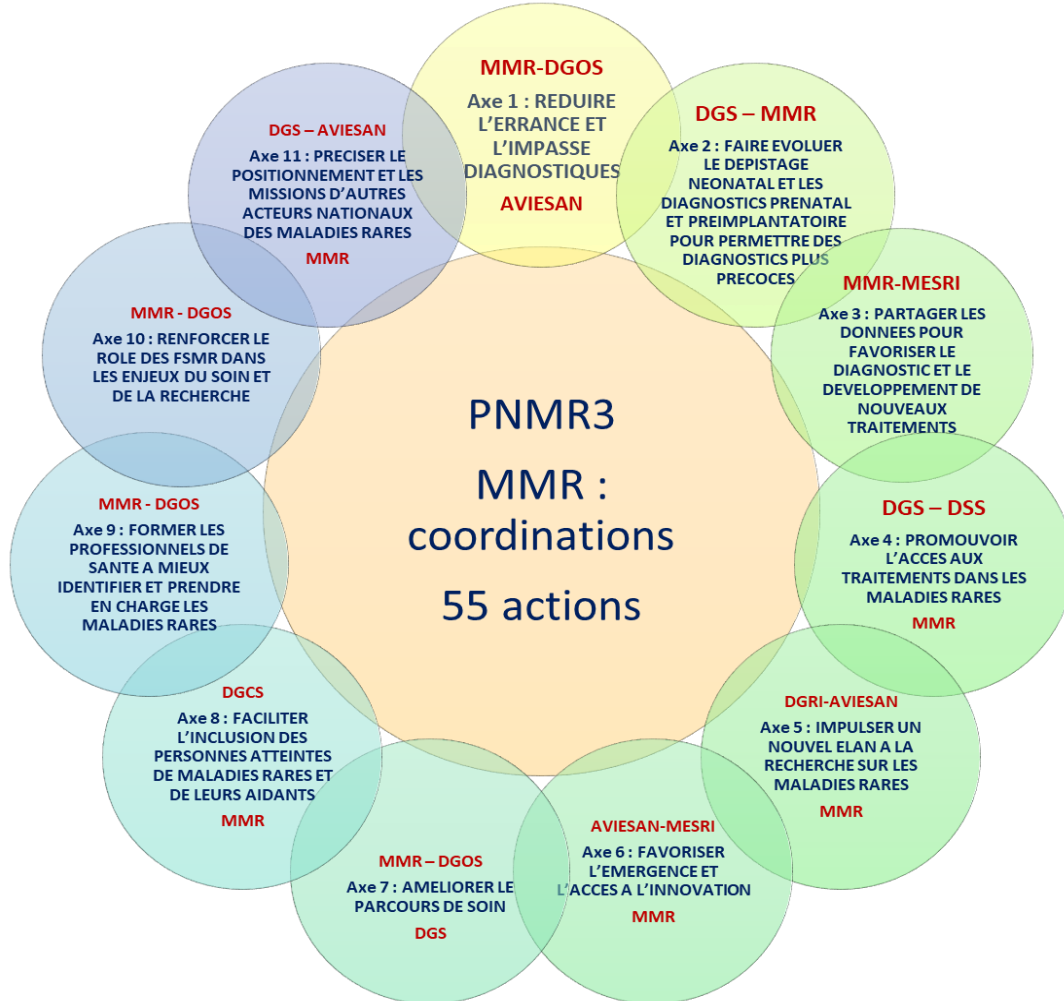 MMR-DGOS
Axe 1 : REDUIRE
L'ERRANCE ET
L'IMPASSE
DIAGNOSTIQUES
AVIESAN
DGS – MMR
Axe 2 : FAIRE EVOLUER
LE DEPISTAGE
NEONATAL ET LES
DIAGNOSTICS PRENATAL
ET PREIMPLANTATOIRE
POUR PERMETTRE DES
DIAGNOSTICS PLUS
PRECOCES
MMR-MESRI
Axe 3 : PARTAGER LES
DONNEES POUR
FAVORISER LE
DIAGNOSTIC ET LE
DEVELOPPEMENT DE
NOUVEAUX
TRAITEMENTS
DGS – DSS
Axe 4 : PROMOUVOIR
L'ACCES AUX
TRAITEMENTS DANS LES
MALADIES RARES
MMR
DGRI-AVIESAN
Axe 5 : IMPULSER UN
NOUVEL ELAN A LA
RECHERCHE SUR LES
MALADIES RARES
MMR
AVIESAN-MESRI
Axe 6 : FAVORISER
L'EMERGENCE ET
L'ACCES A L'INNOVATION
MMR
MMR – DGOS
Axe 7 : AMELIORER LE
PARCOURS DE SOIN
DGS
DGCS
Axe 8 : FACILITER
L'INCLUSION DES
PERSONNES ATTEINTES
DE MALADIES RARES ET
DE LEURS AIDANTS
MMR
MMR - DGOS
Axe 9 : FORMER LES
PROFESSIONNELS DE
SANTE A MIEUX
IDENTIFIER ET PRENDRE
EN CHARGE LES
MALADIES RARES
MMR - DGOS
Axe 10 : RENFORCER LE
ROLE DES FSMR DANS
LES ENJEUX DU SOIN ET
DE LA RECHERCHE
DGS – AVIESAN
Axe 11 : PRECISER LE
POSITIONNEMENT ET LES
MISSIONS D'AUTRES
ACTEURS NATIONAUX
DES MALADIES RARES
MMR
PNMR3
MMR :
coordinations
55 actions